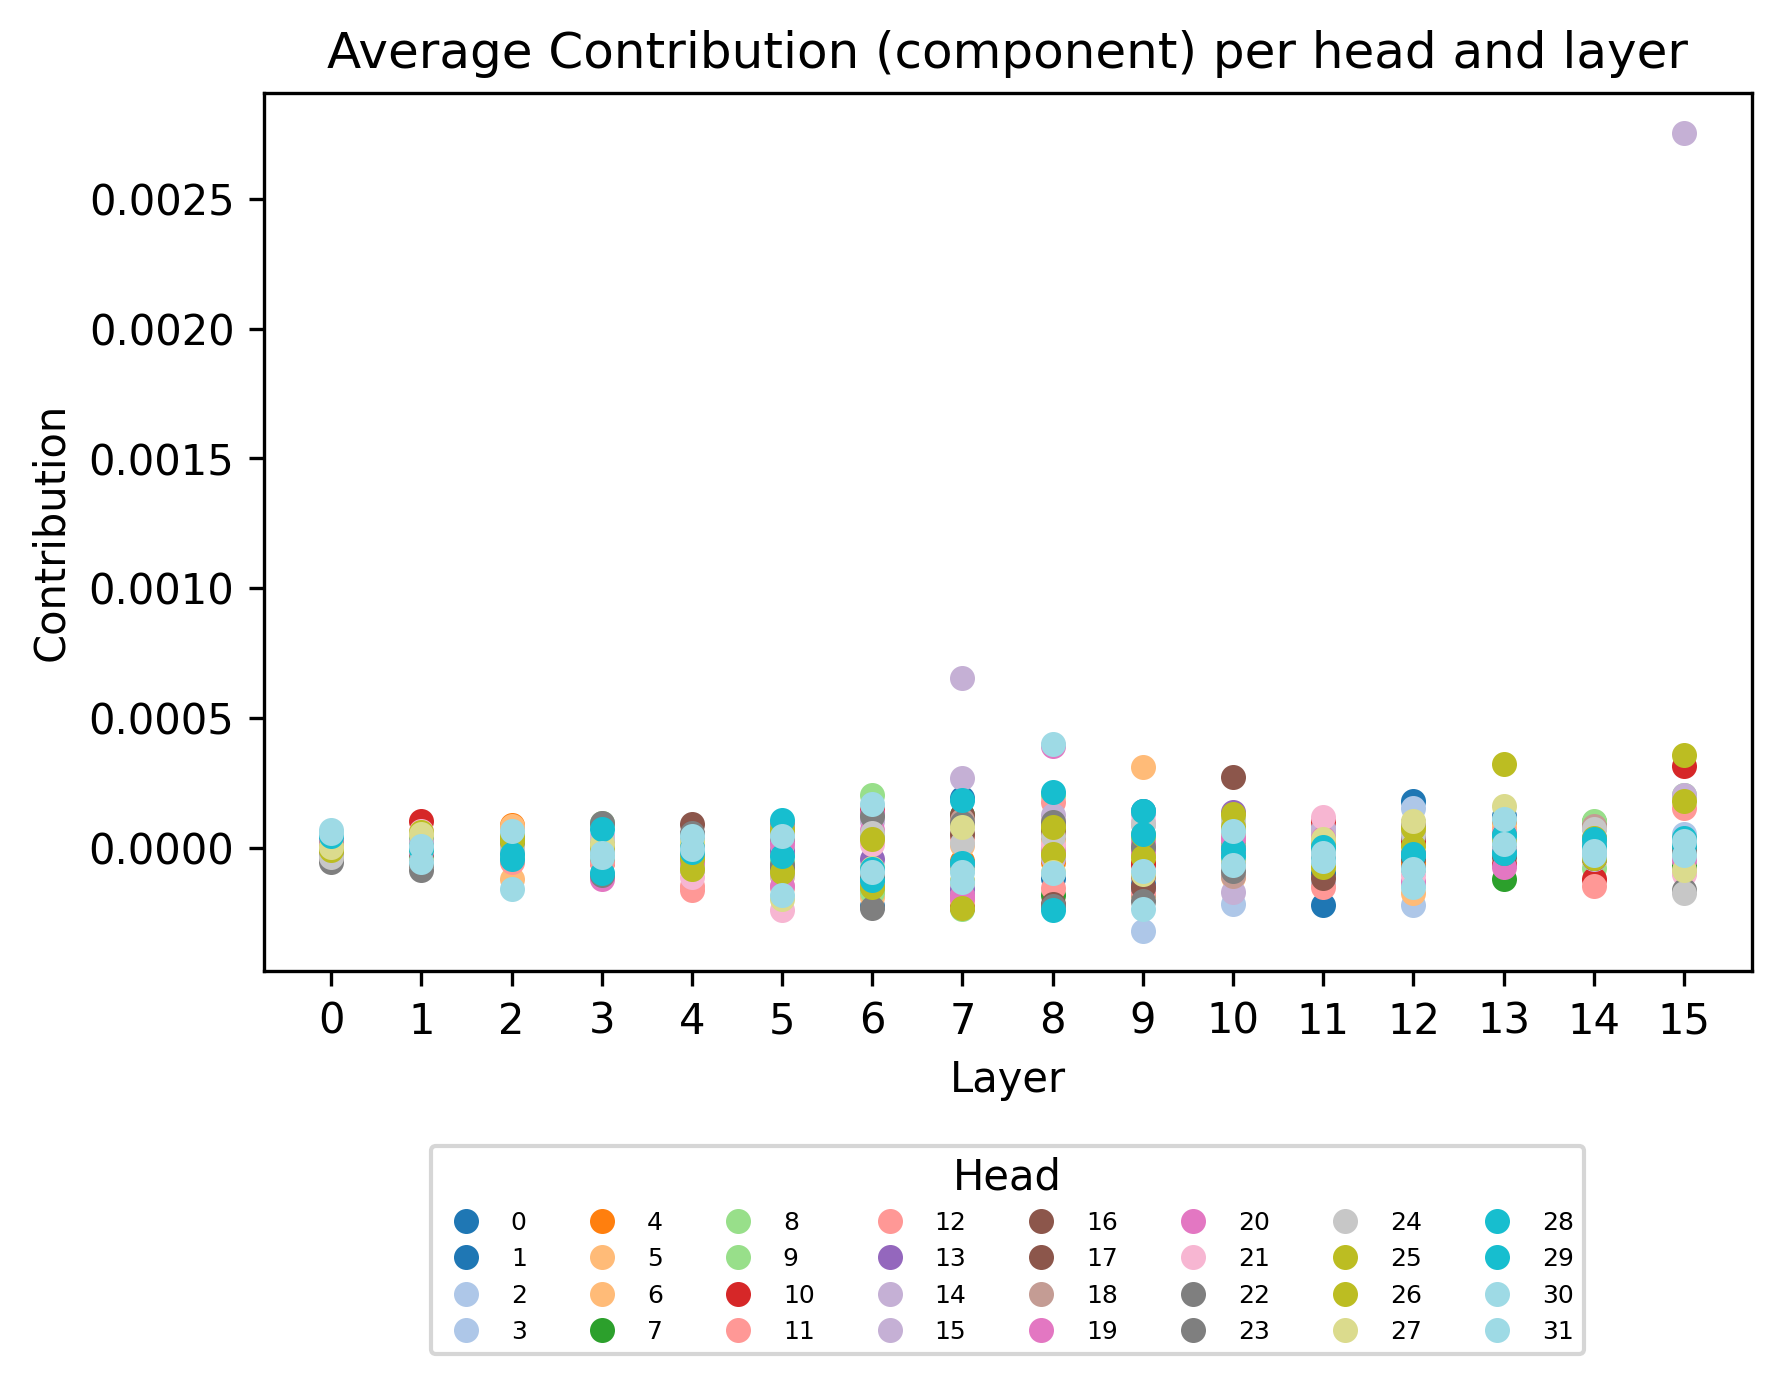 Average Contribution (component) per head and layer
Contribution
0.0025
0.0020
0.0015
0.0010
0.0005
0.0000
0 1 2 3 4 5 6 7 8 9 10 11 12 13 14 15
Layer
Head
0 4 8 12 16 20 24 28
1 5 9 13 17 21 25 29
2 6 10 14 18 22 26 30
3 7 11 15 19 23 27 31